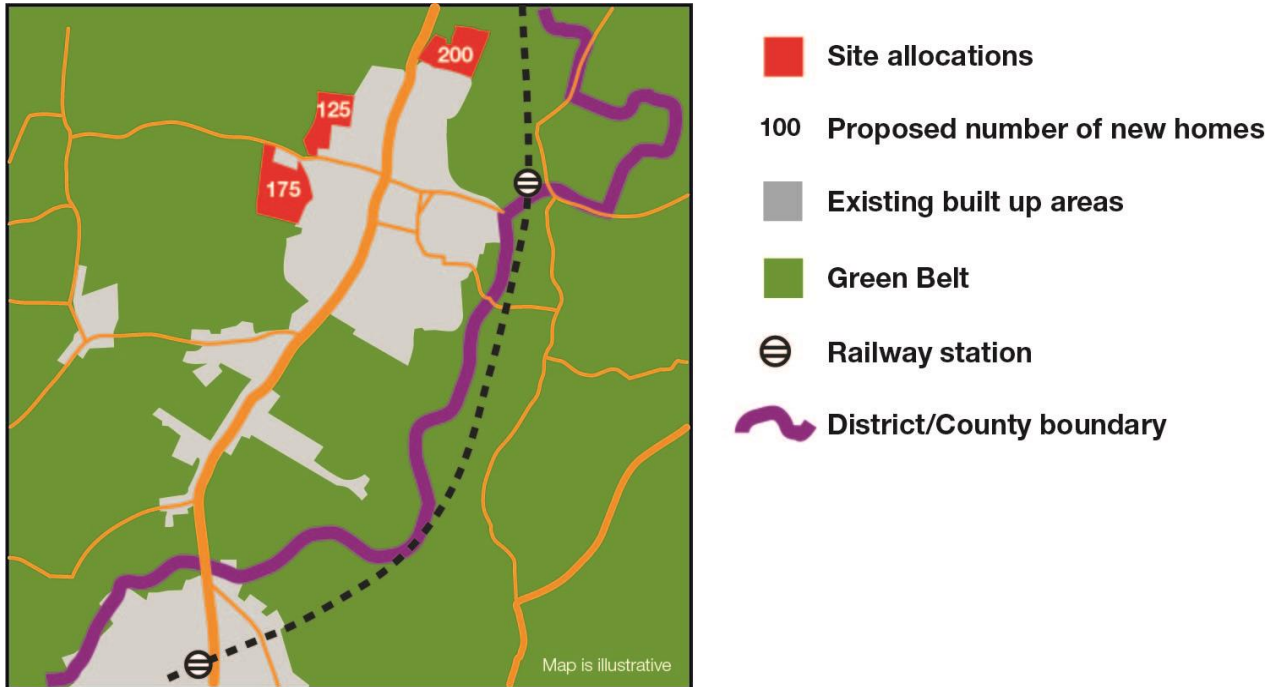 200
125
175
Map is illustrative
Site allocations
100 Proposed number of new homes
Existing built up areas
Green Belt
Railway station
District/County boundary